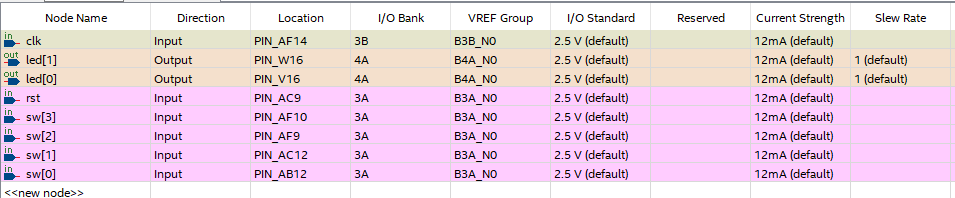 Node Name Direction Location I/O Bank VREF Group I/O Standard Reserved Current Strength Slew Rate
in clk Input PIN_AF14 3B B3B_N0 2.5 V (default) 12mA (default)
out led[1] Output PIN_W16 4A B4A_N0 2.5 V (default) 12mA (default) 1 (default)
out led[0] Output PIN_V16 4A B4A_N0 2.5 V (default) 12mA (default) 1 (default)
in rst Input PIN_AC9 3A B3A_N0 2.5 V (default) 12mA (default)
in sw[3] Input PIN_AF10 3A B3A_N0 2.5 V (default) 12mA (default)
in sw[2] Input PIN_AF9 3A B3A_N0 2.5 V (default) 12mA (default)
in sw[1] Input PIN_AC12 3A B3A_N0 2.5 V (default) 12mA (default)
in sw[0] Input PIN_AB12 3A B3A_N0 2.5 V (default) 12mA (default)
<<new node>>